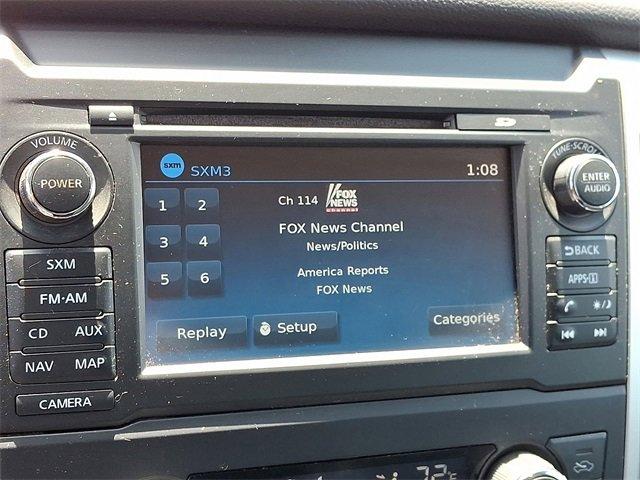 VOLUME
POWER
SXM
FM·AM
CD AUX
NAV MAP
CAMERA
sxm SXM3 1:08
1 2
3 4
5 6
Ch 114 FOX NEWS channel
FOX News Channel
News/Politics
America Reports
FOX News
Replay Setup Categories
TUNE·SCROLL
ENTER
AUDIO
BACK
APPS·i
72°F